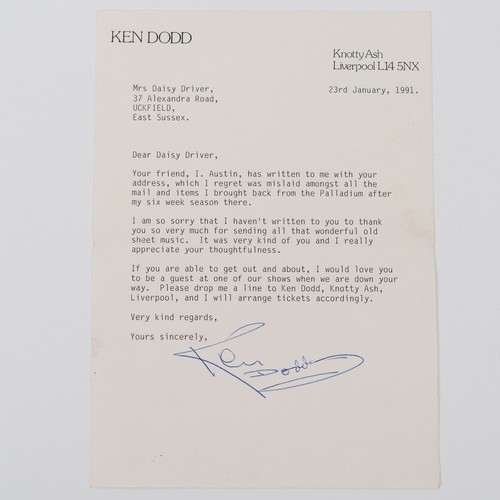 KEN DODD
Knotty Ash
Liverpool L14 5NX
Mrs Daisy Driver,
37 Alexandra Road,
UCKFIELD,
East Sussex.
23rd January, 1991.
Dear Daisy Driver,
Your friend, I. Austin, has written to me with your
address, which I regret was mislaid amongst all the
mail and items I brought back from the Palladium after
my six week season there.
I am so sorry that I haven't written to you to thank
you so very much for sending all that wonderful old
sheet music.  It was very kind of you and I really
appreciate your thoughtfulness.
If you are able to get out and about, I would love you
to be a guest at one of our shows when we are down your
way.  Please drop me a line to Ken Dodd, Knotty Ash,
Liverpool, and I will arrange tickets accordingly.
Very kind regards,
Yours sincerely,
Ken Dodd